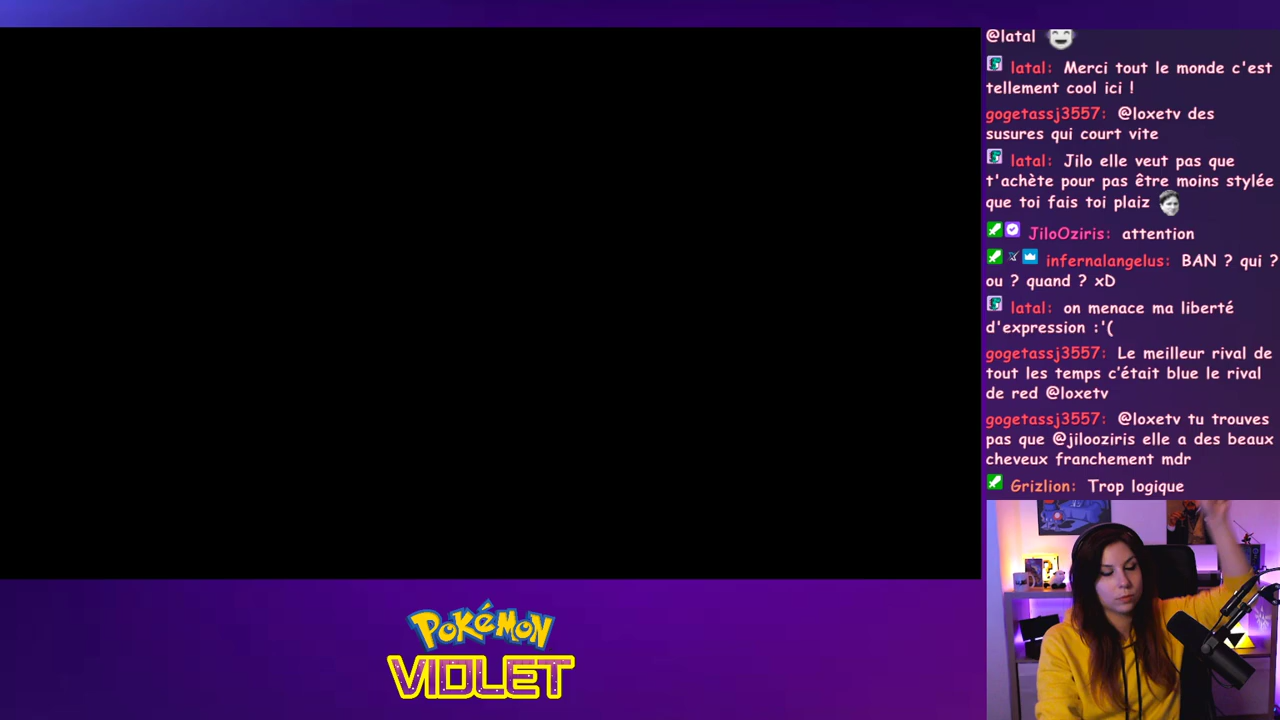 @latal
latal: Merci tout le monde c'est
tellement cool ici !
gogetassj3557: @loxetv des
susures qui court vite
latal: Jilo elle veut pas que
t'achète pour pas être moins stylée
que toi fais toi plaiz
JiloOziris: attention
infernalangelus: BAN ? qui ?
ou ? quand ? xD
latal: on menace ma liberté
d'expression :'(
gogetassj3557: Le meilleur rival de
tout les temps c'était blue le rival
de red @loxetv
gogetassj3557: @loxetv tu trouves
pas que @jilooziris elle a des beaux
cheveux franchement mdr
Grizlion: Trop logique
POKéMON
VIOLET